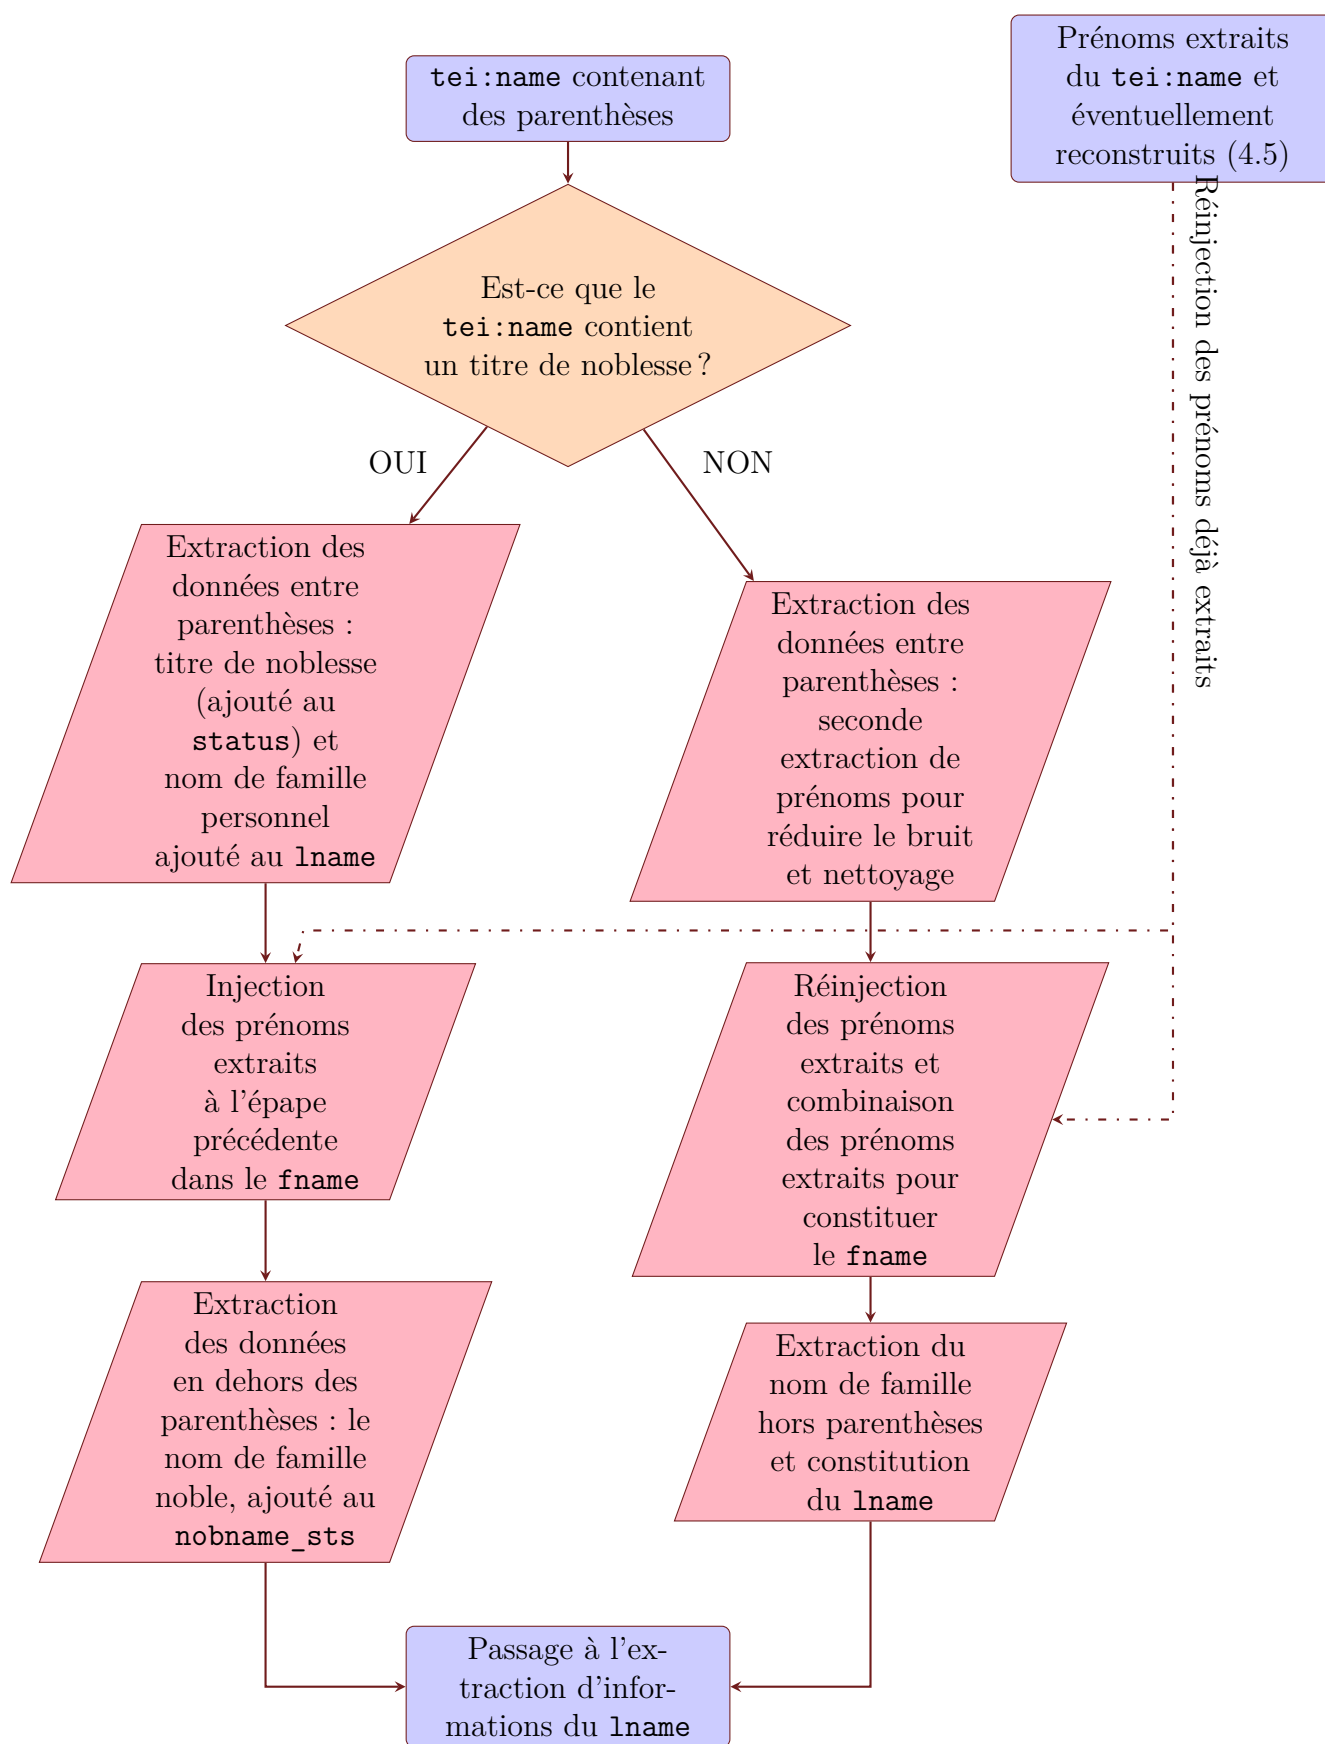 tei:name contenant
des parenthèses
Prénoms extraits
du tei:name et
éventuellement
reconstruits (4.5)
Réinjection des prénoms déjà extraits
Est-ce que le
tei:name contient
un titre de noblesse ?
OUI
NON
Extraction des
données entre
parenthèses :
titre de noblesse
(ajouté au
status) et
nom de famille
personnel
ajouté au lname
Extraction des
données entre
parenthèses :
seconde
extraction de
prénoms pour
réduire le bruit
et nettoyage
Injection
des prénoms
extraits
à l'épape
précédente
dans le fname
Réinjection
des prénoms
extraits et
combinaison
des prénoms
extraits pour
constituer
le fname
Extraction
des données
en dehors des
parenthèses : le
nom de famille
noble, ajouté au
nobname_sts
Extraction du
nom de famille
hors parenthèses
et constitution
du lname
Passage à l'ex-
traction d'infor-
mations du lname